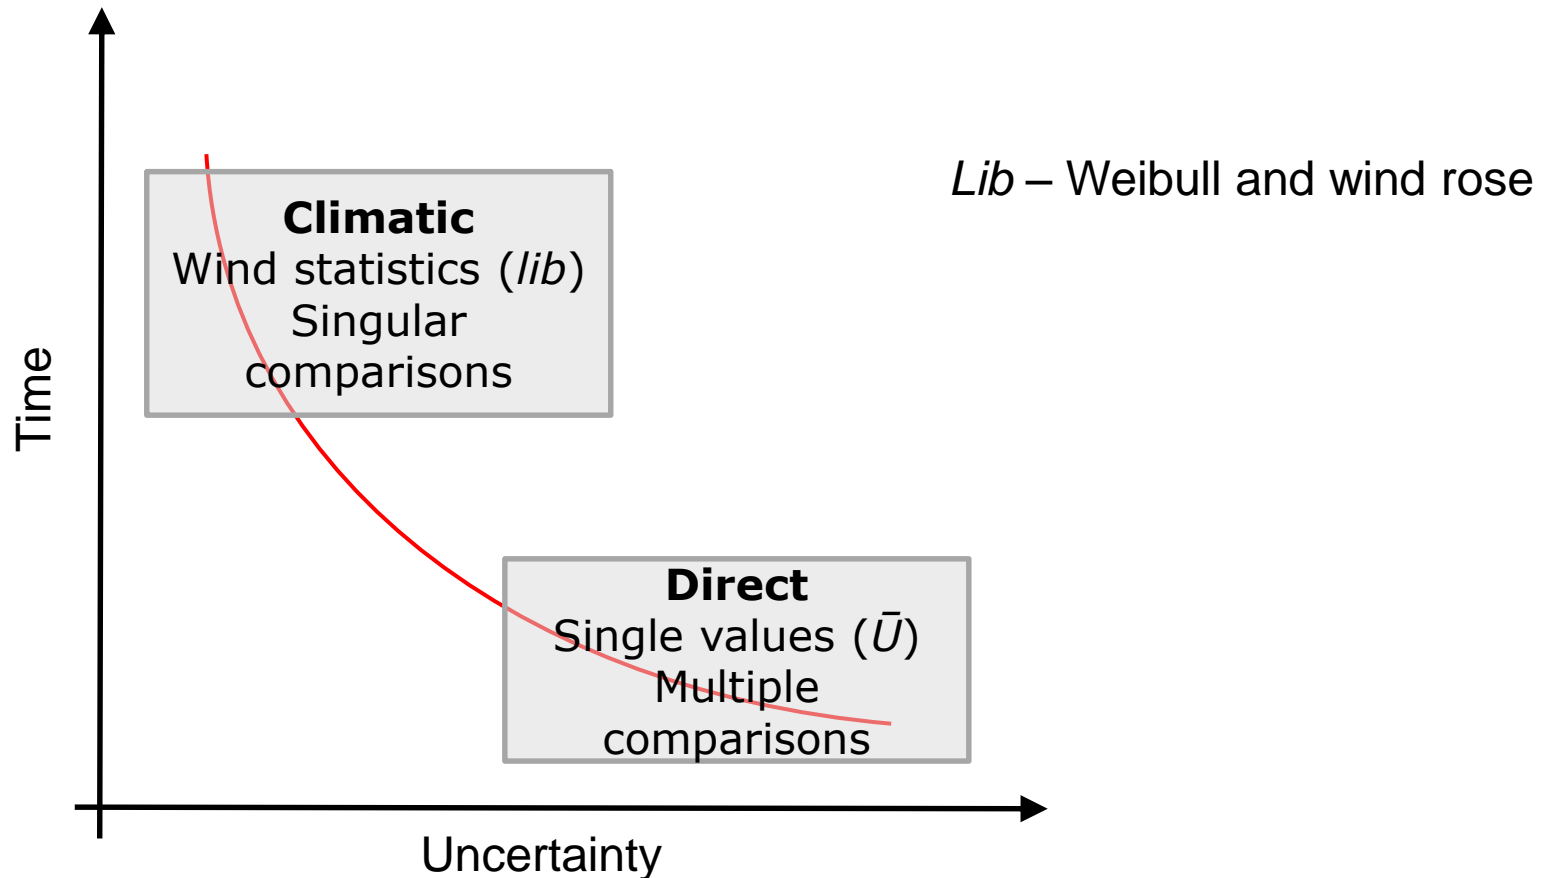 Lib – Weibull and wind rose
Climatic
Wind statistics (lib)
Singular
comparisons
Time
Direct
Single values (Ū)
Multiple
comparisons
Uncertainty